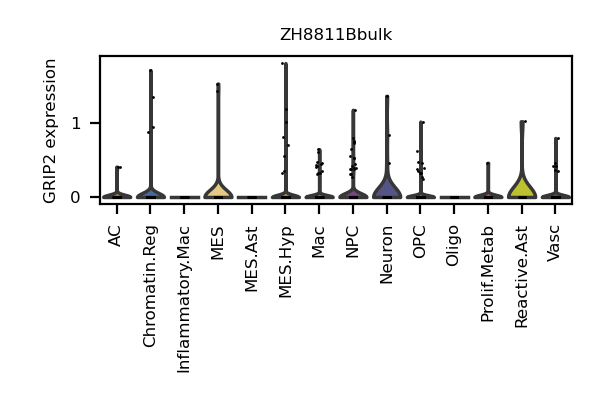 ZH8811Bbulk
GRIP2 expression
1
0
AC
Chromatin.Reg
Inflammatory.Mac
MES
MES.Ast
MES.Hyp
Mac
NPC
Neuron
OPC
Oligo
Prolif.Metab
Reactive.Ast
Vasc